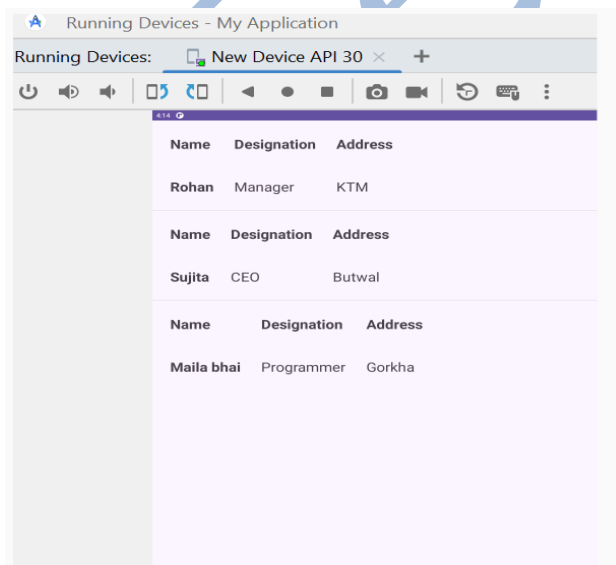 Running Devices - My Application
Running Devices: New Device API 30
4:14
Name Designation Address
Rohan Manager KTM
Name Designation Address
Sujita CEO Butwal
Name Designation Address
Maila bhai Programmer Gorkha